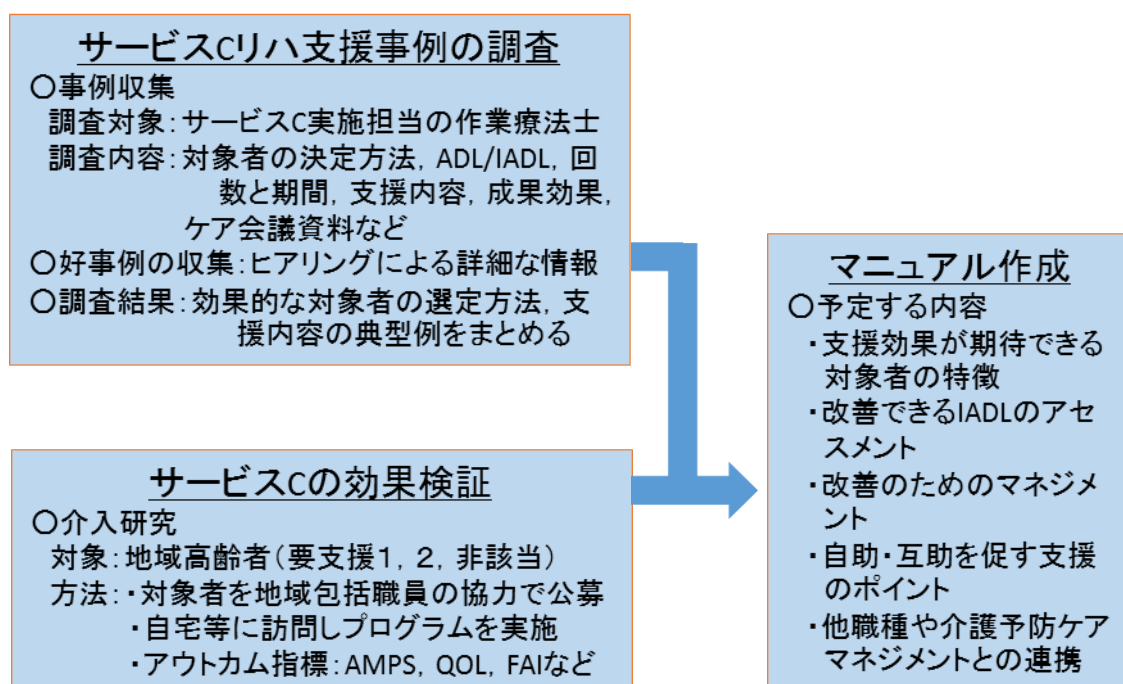 サービスCリハ支援事例の調査
○事例収集
調査対象：サービスC実施担当の作業療法士
調査内容：対象者の決定方法，ADL/IADL，回
数と期間，支援内容，成果効果，
ケア会議資料など
○好事例の収集：ヒアリングによる詳細な情報
○調査結果：効果的な対象者の選定方法，支
援内容の典型例をまとめる
サービスCの効果検証
○介入研究
対象：地域高齢者（要支援１，２，非該当）
方法：・対象者を地域包括職員の協力で公募
・自宅等に訪問しプログラムを実施
・アウトカム指標：AMPS，QOL，FAIなど
マニュアル作成
○予定する内容
・支援効果が期待できる
対象者の特徴
・改善できるIADLのアセ
スメント
・改善のためのマネジメ
ント
・自助・互助を促す支援
のポイント
・他職種や介護予防ケア
マネジメントとの連携